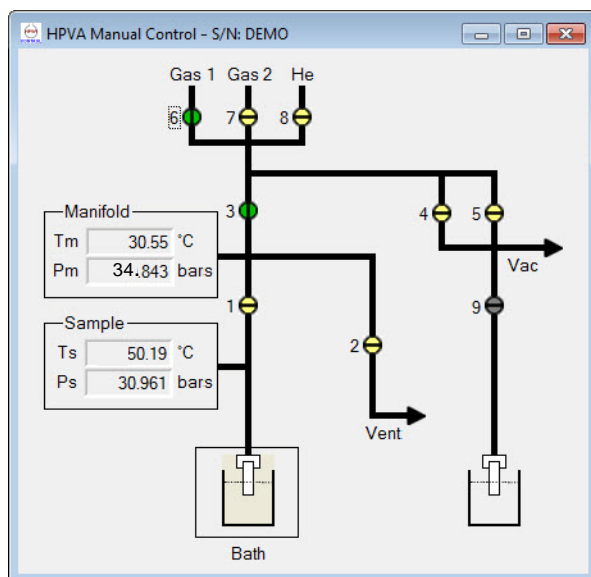 HPVA Manual Control - S/N: DEMO
Gas 1 Gas 2 He
6 7 8
3 4 5
Manifold
Tm 30.55 °C
Pm 34.843 bars
Vac
1 9
Sample
Ts 50.19 °C
Ps 30.961 bars
2
Vent
Bath